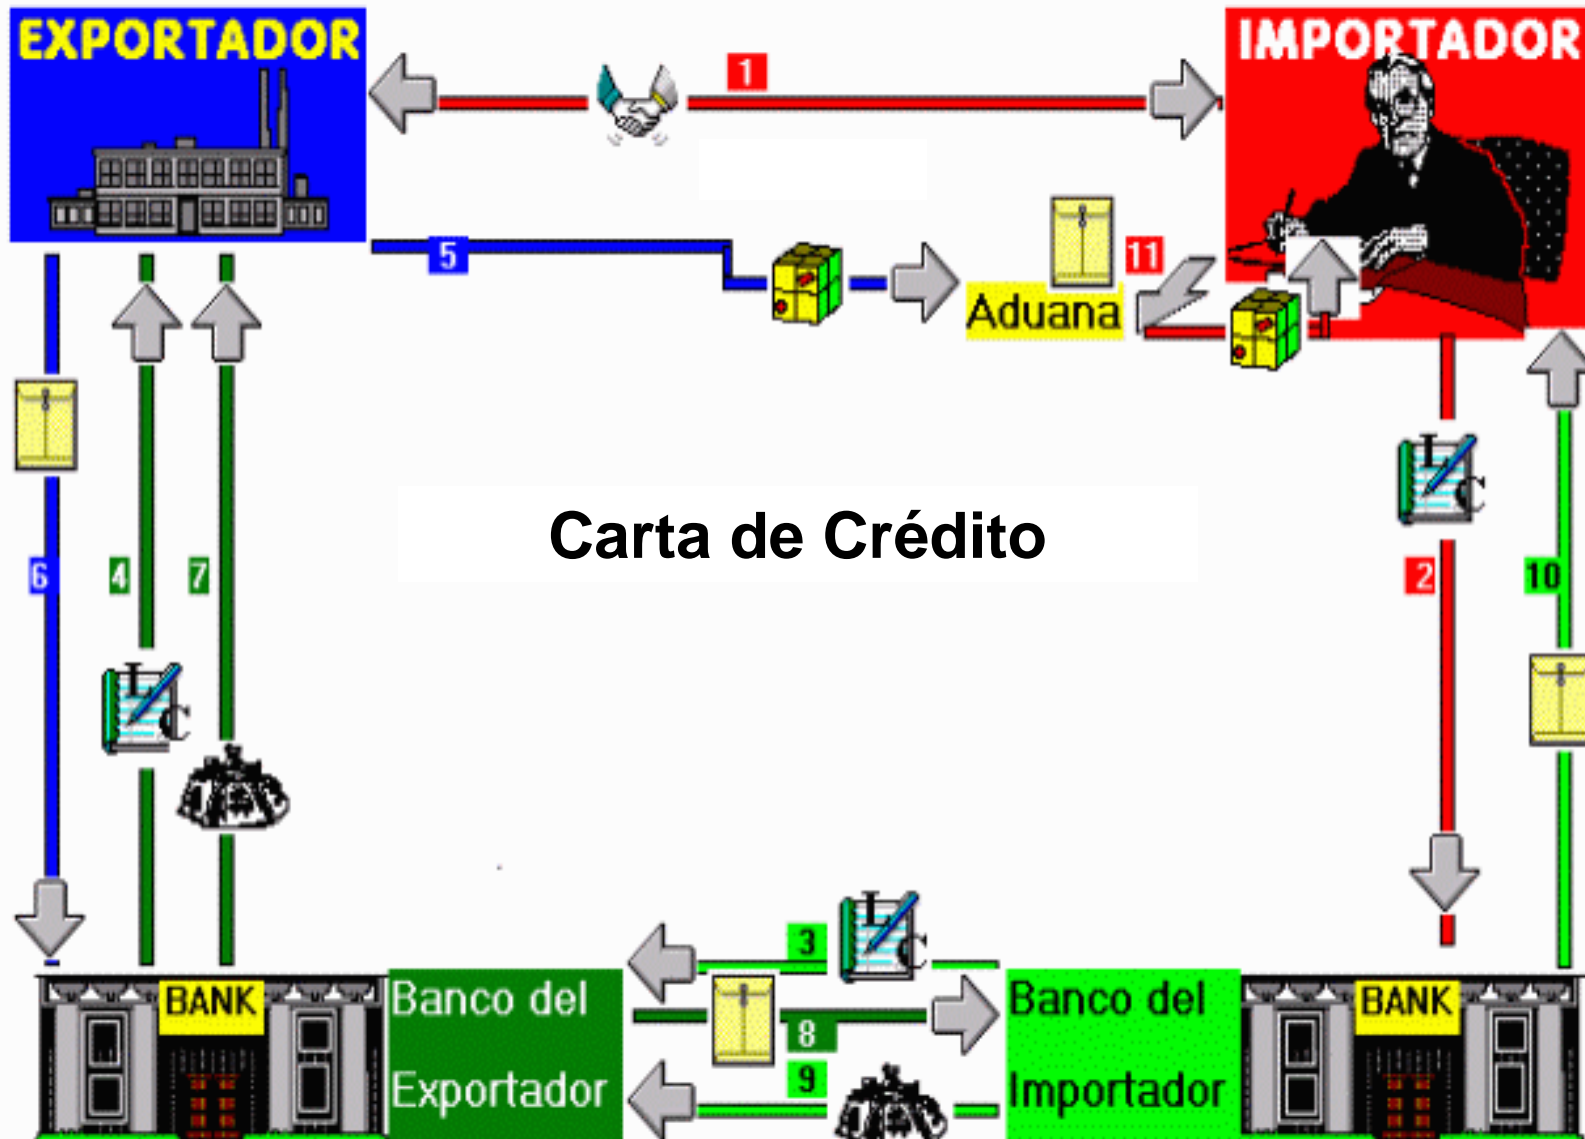 EXPORTADOR
IMPORTADOR
1
5
11
Aduana
L
C
Carta de Crédito
6
4
7
2
10
L
C
3
L
C
BANK
Banco del
Exportador
8
9
Banco del
Importador
BANK